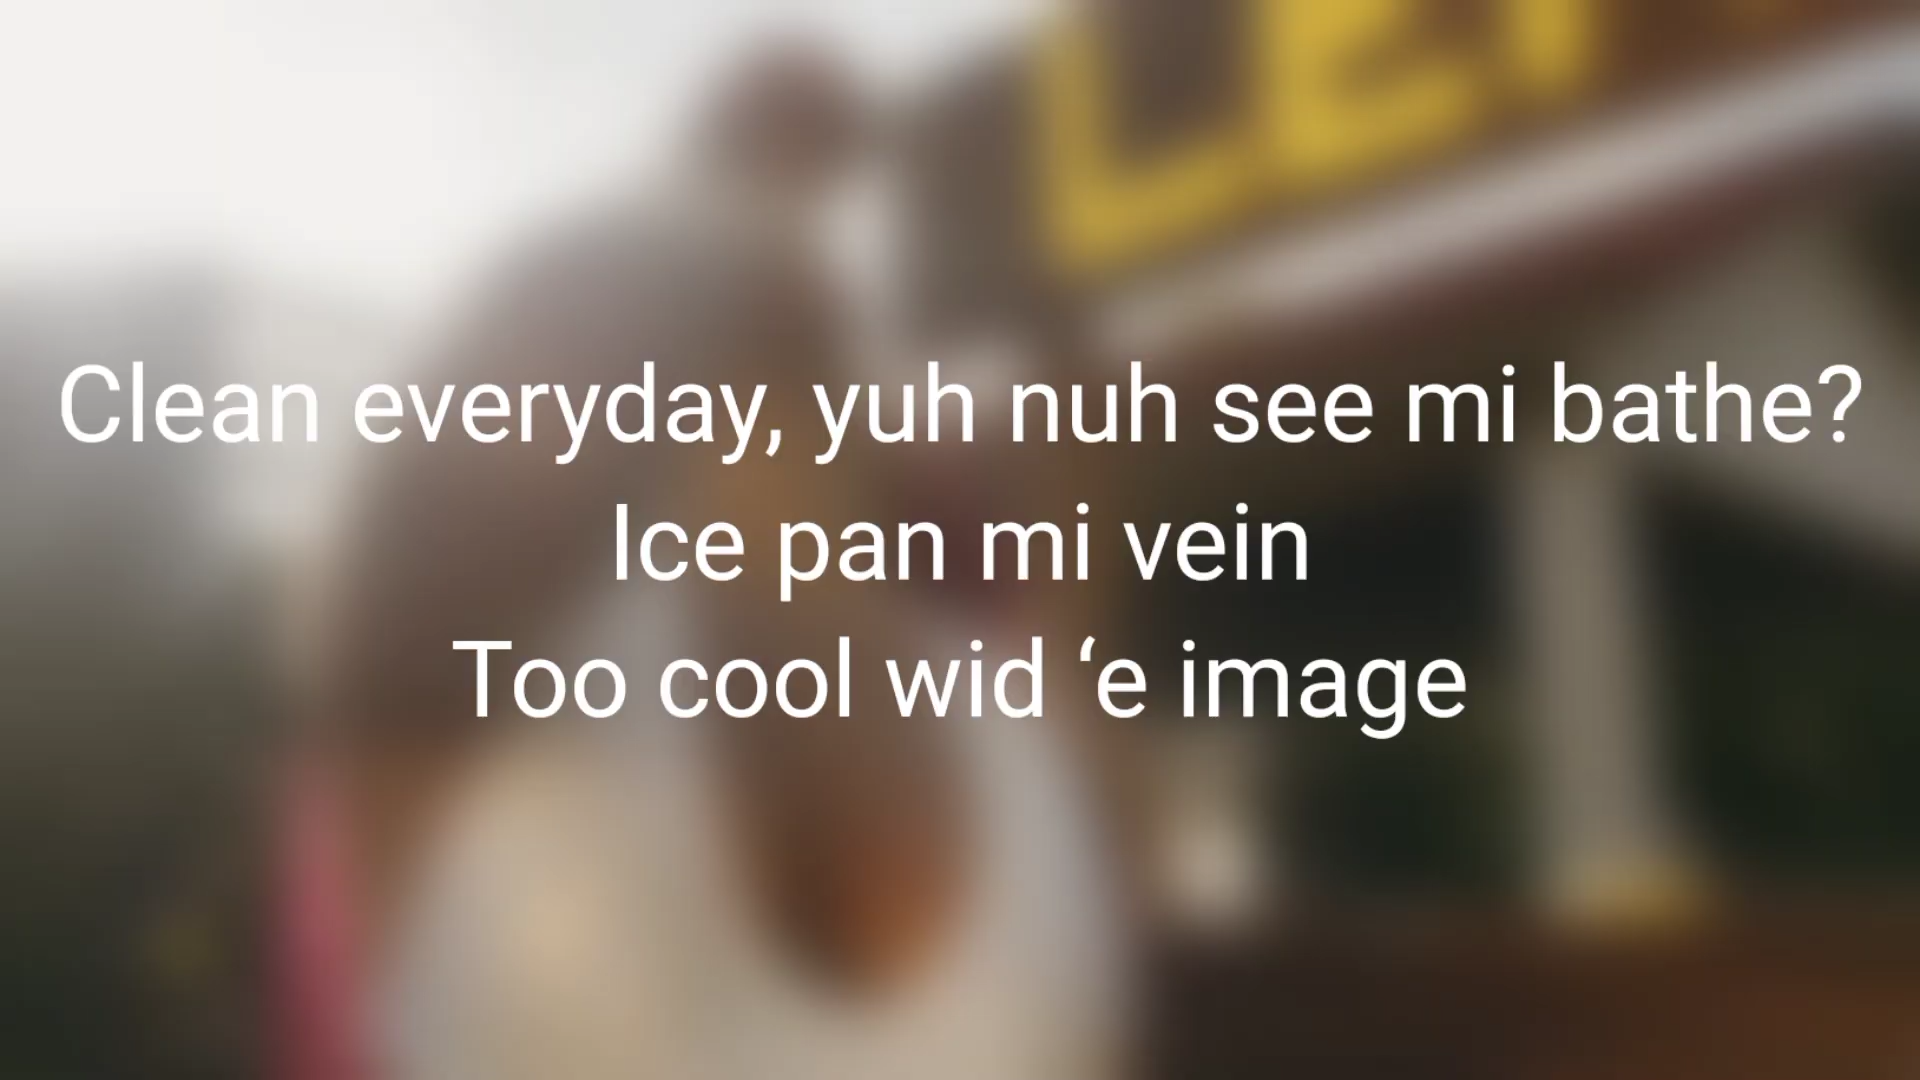 Clean everyday, yuh nuh see mi bathe?
Ice pan mi vein
Too cool wid ‘e image